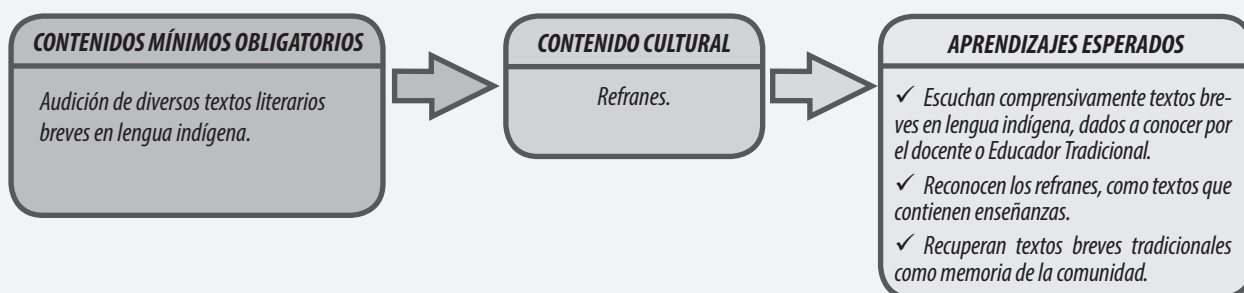 CONTENIDOS MÍNIMOS OBLIGATORIOS
Audición de diversos textos literarios
breves en lengua indígena.
CONTENIDO CULTURAL
Refranes.
APRENDIZAJES ESPERADOS
✓ Escuchan comprensivamente textos bre-
ves en lengua indígena, dados a conocer por
el docente o Educador Tradicional.
✓ Reconocen los refranes, como textos que
contienen enseñanzas.
✓ Recuperan textos breves tradicionales
como memoria de la comunidad.